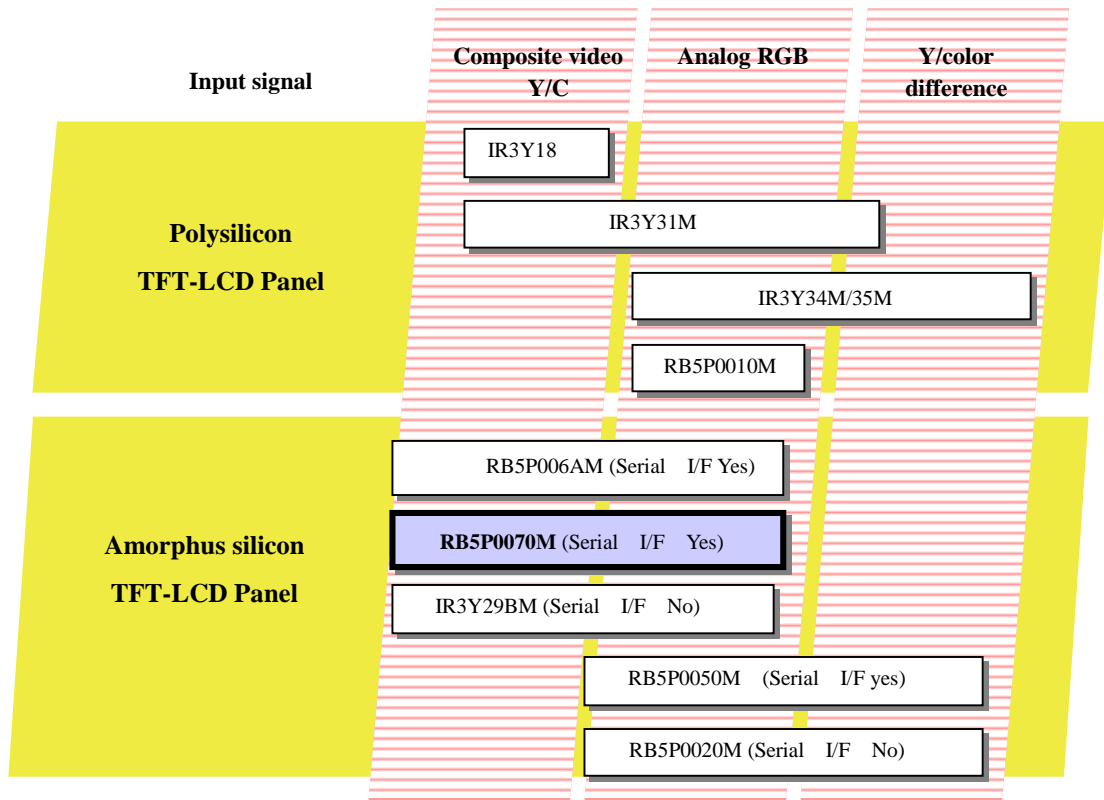 Input signal
Composite video
Y/C
Analog RGB
Y/color
difference
Polysilicon
TFT-LCD Panel
IR3Y18
IR3Y31M
IR3Y34M/35M
RB5P0010M
Amorphus silicon
TFT-LCD Panel
RB5P006AM (Serial I/F Yes)
RB5P0070M (Serial I/F Yes)
IR3Y29BM (Serial I/F No)
RB5P0050M (Serial I/F yes)
RB5P0020M (Serial I/F No)